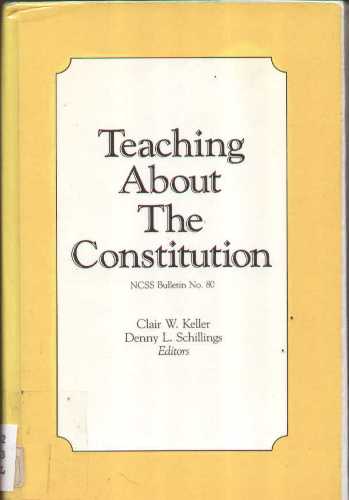 Teaching
About
The
Constitution
NCSS Bulletin No. 80
Clair W. Keller
Denny L. Schillings
Editors